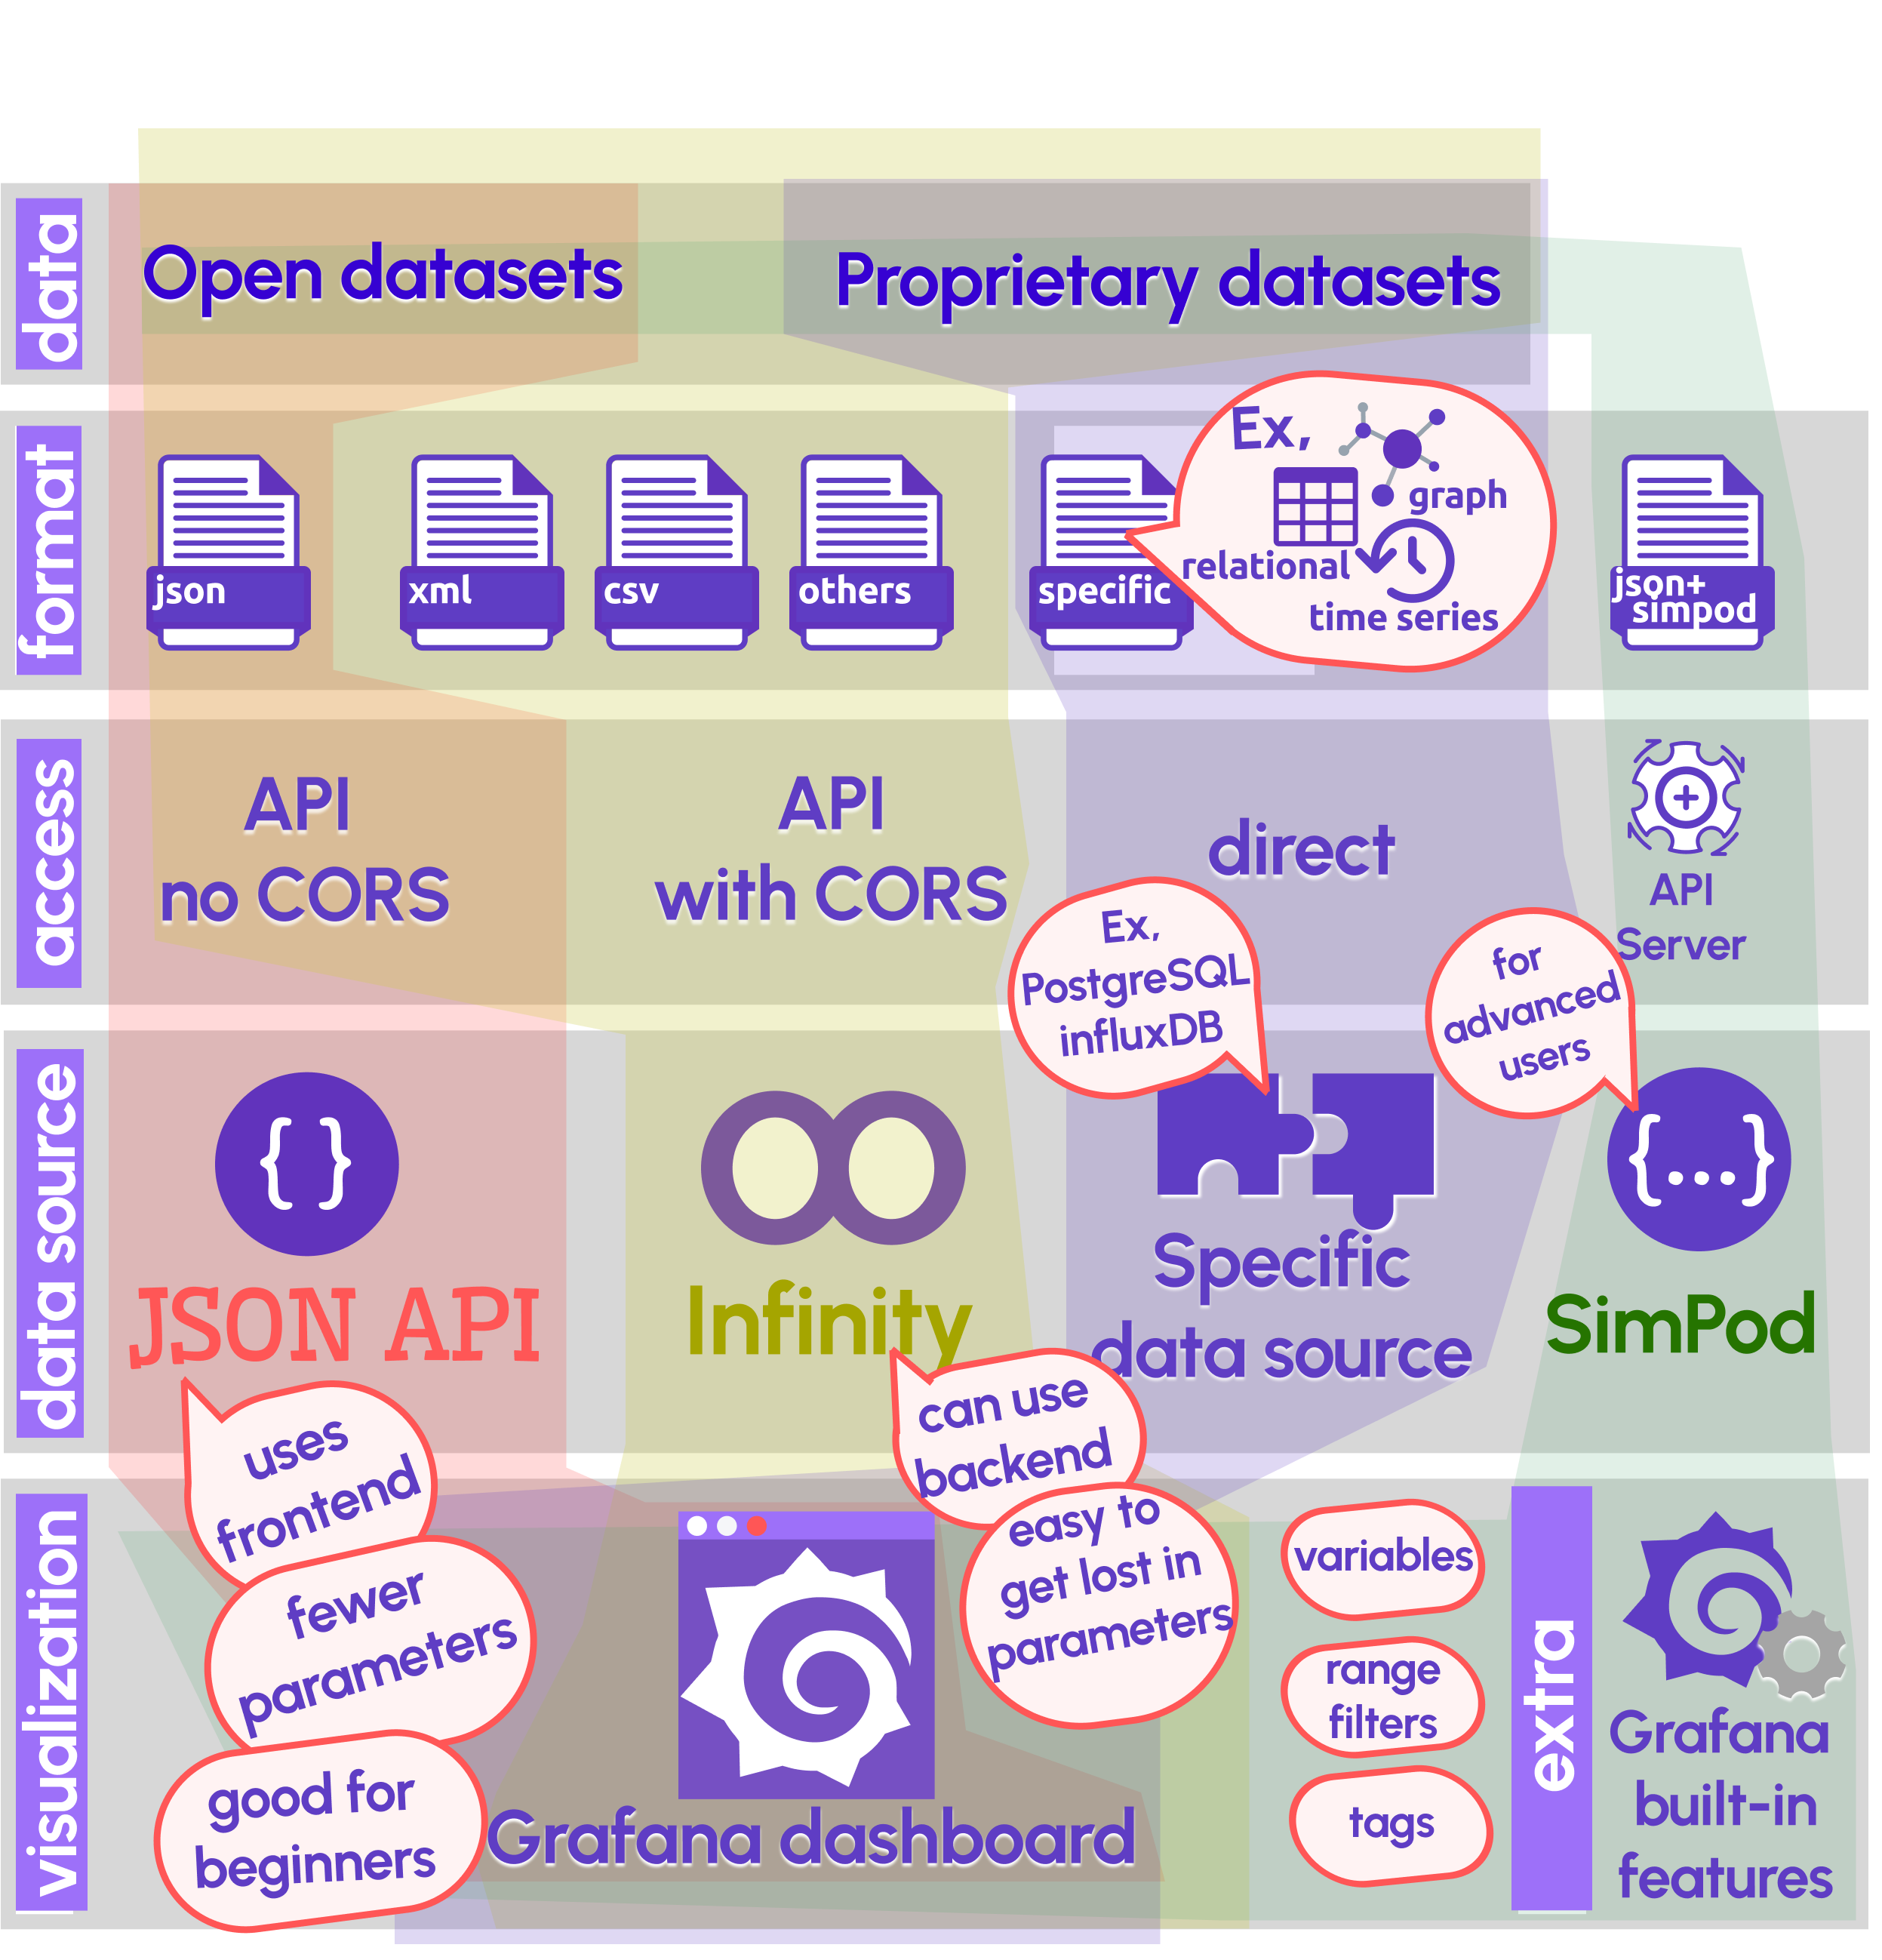 data
Open datasets
Proprietary datasets
format
json
xml
csv
others
specific
Ex,
graph
relational
time series
json+
simpod
access
API
no CORS
API
with CORS
direct
API
Server
Ex,
PostgreSQL
influxDB
for
advanced
users
data source
{ }
JSON API
Infinity
Specific
data source
{...}
SimPod
uses
frontend
fewer
parameters
good for
beginners
can use
backend
easy to
get lost in
parameters
visualization
Grafana dashboard
variables
range
filters
tags
extra
Grafana
built-in
features